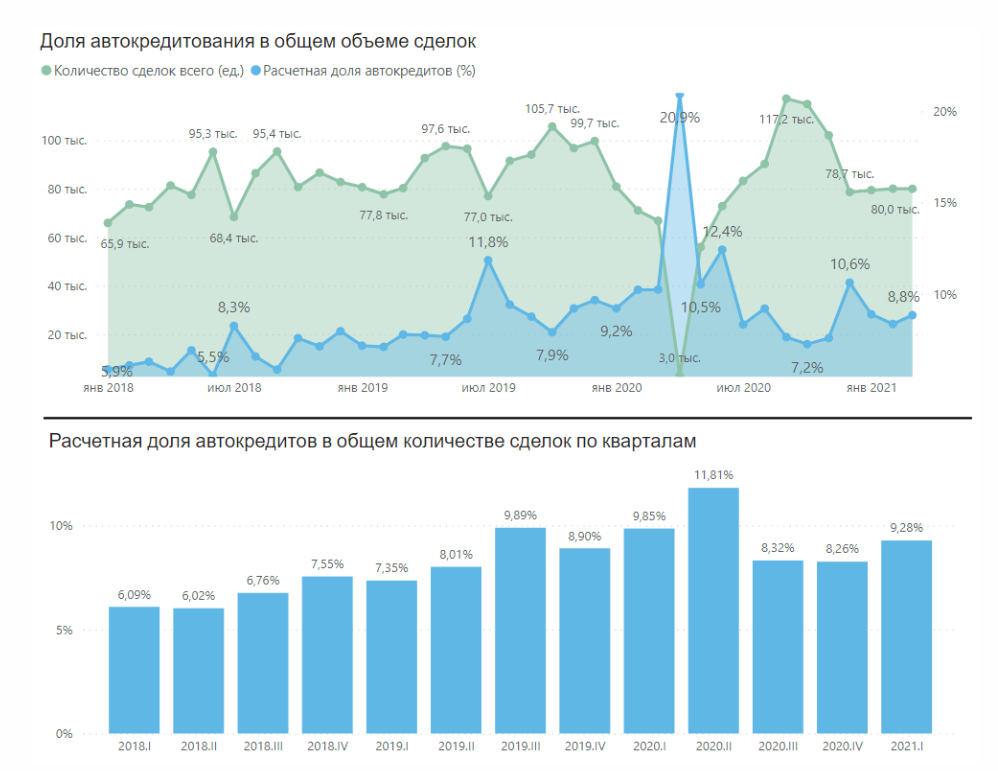 Доля автокредитования в общем объеме сделок
Количество сделок всего (ед.) Расчетная доля автокредитов (%)
105,7 тыс.
20,9% 117,2 тыс. 20%
95,3 тыс. 95,4 тыс. 97,6 тыс. 99,7 тыс.
100 тыс.
78,7 тыс.
80 тыс.
77,8 тыс. 77,0 тыс. 80,0 тыс. 15%
60 тыс. 65,9 тыс. 68,4 тыс. 11,8% 12,4%
10,6%
40 тыс. 8,3% 10,5% 8,8% 10%
9,2%
20 тыс.
5,9% 5,5% 7,7% 7,9% 3,0 тыс. 7,2%
янв 2018 июл 2018 янв 2019 июл 2019 янв 2020 июл 2020 янв 2021
Расчетная доля автокредитов в общем количестве сделок по кварталам
11,81%
10% 9,89% 9,85% 9,28%
8,90%
8,01% 8,32% 8,26%
7,55% 7,35%
6,76%
6,09% 6,02%
5%
0%
2018.I 2018.II 2018.III 2018.IV 2019.I 2019.II 2019.III 2019.IV 2020.I 2020.II 2020.III 2020.IV 2021.I